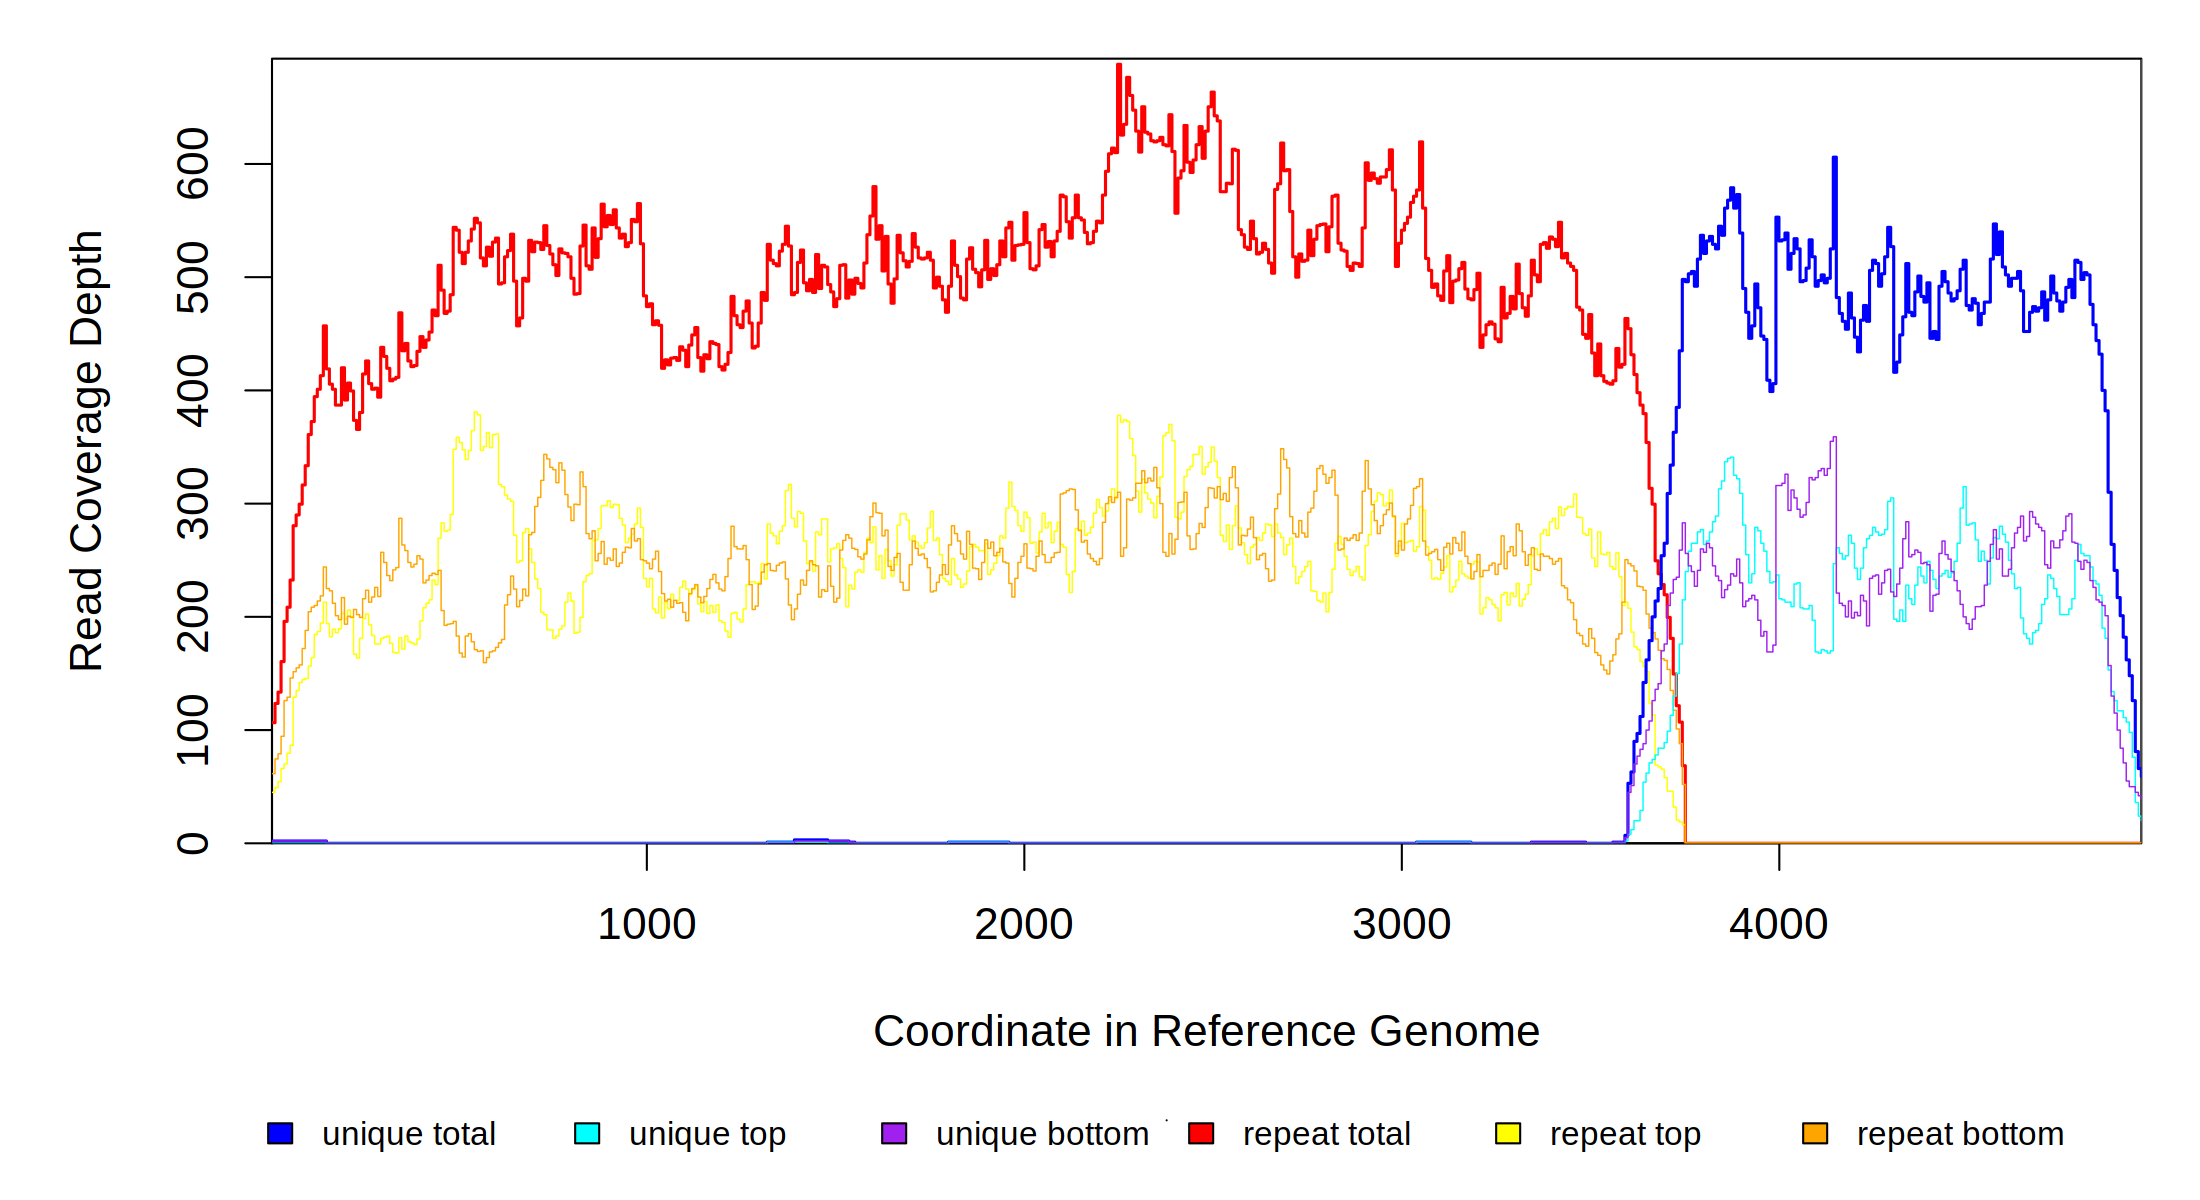 600
500
400
300
200
100
0
Read Coverage Depth
1000 2000 3000 4000
Coordinate in Reference Genome
unique total unique top unique bottom repeat total repeat top repeat bottom